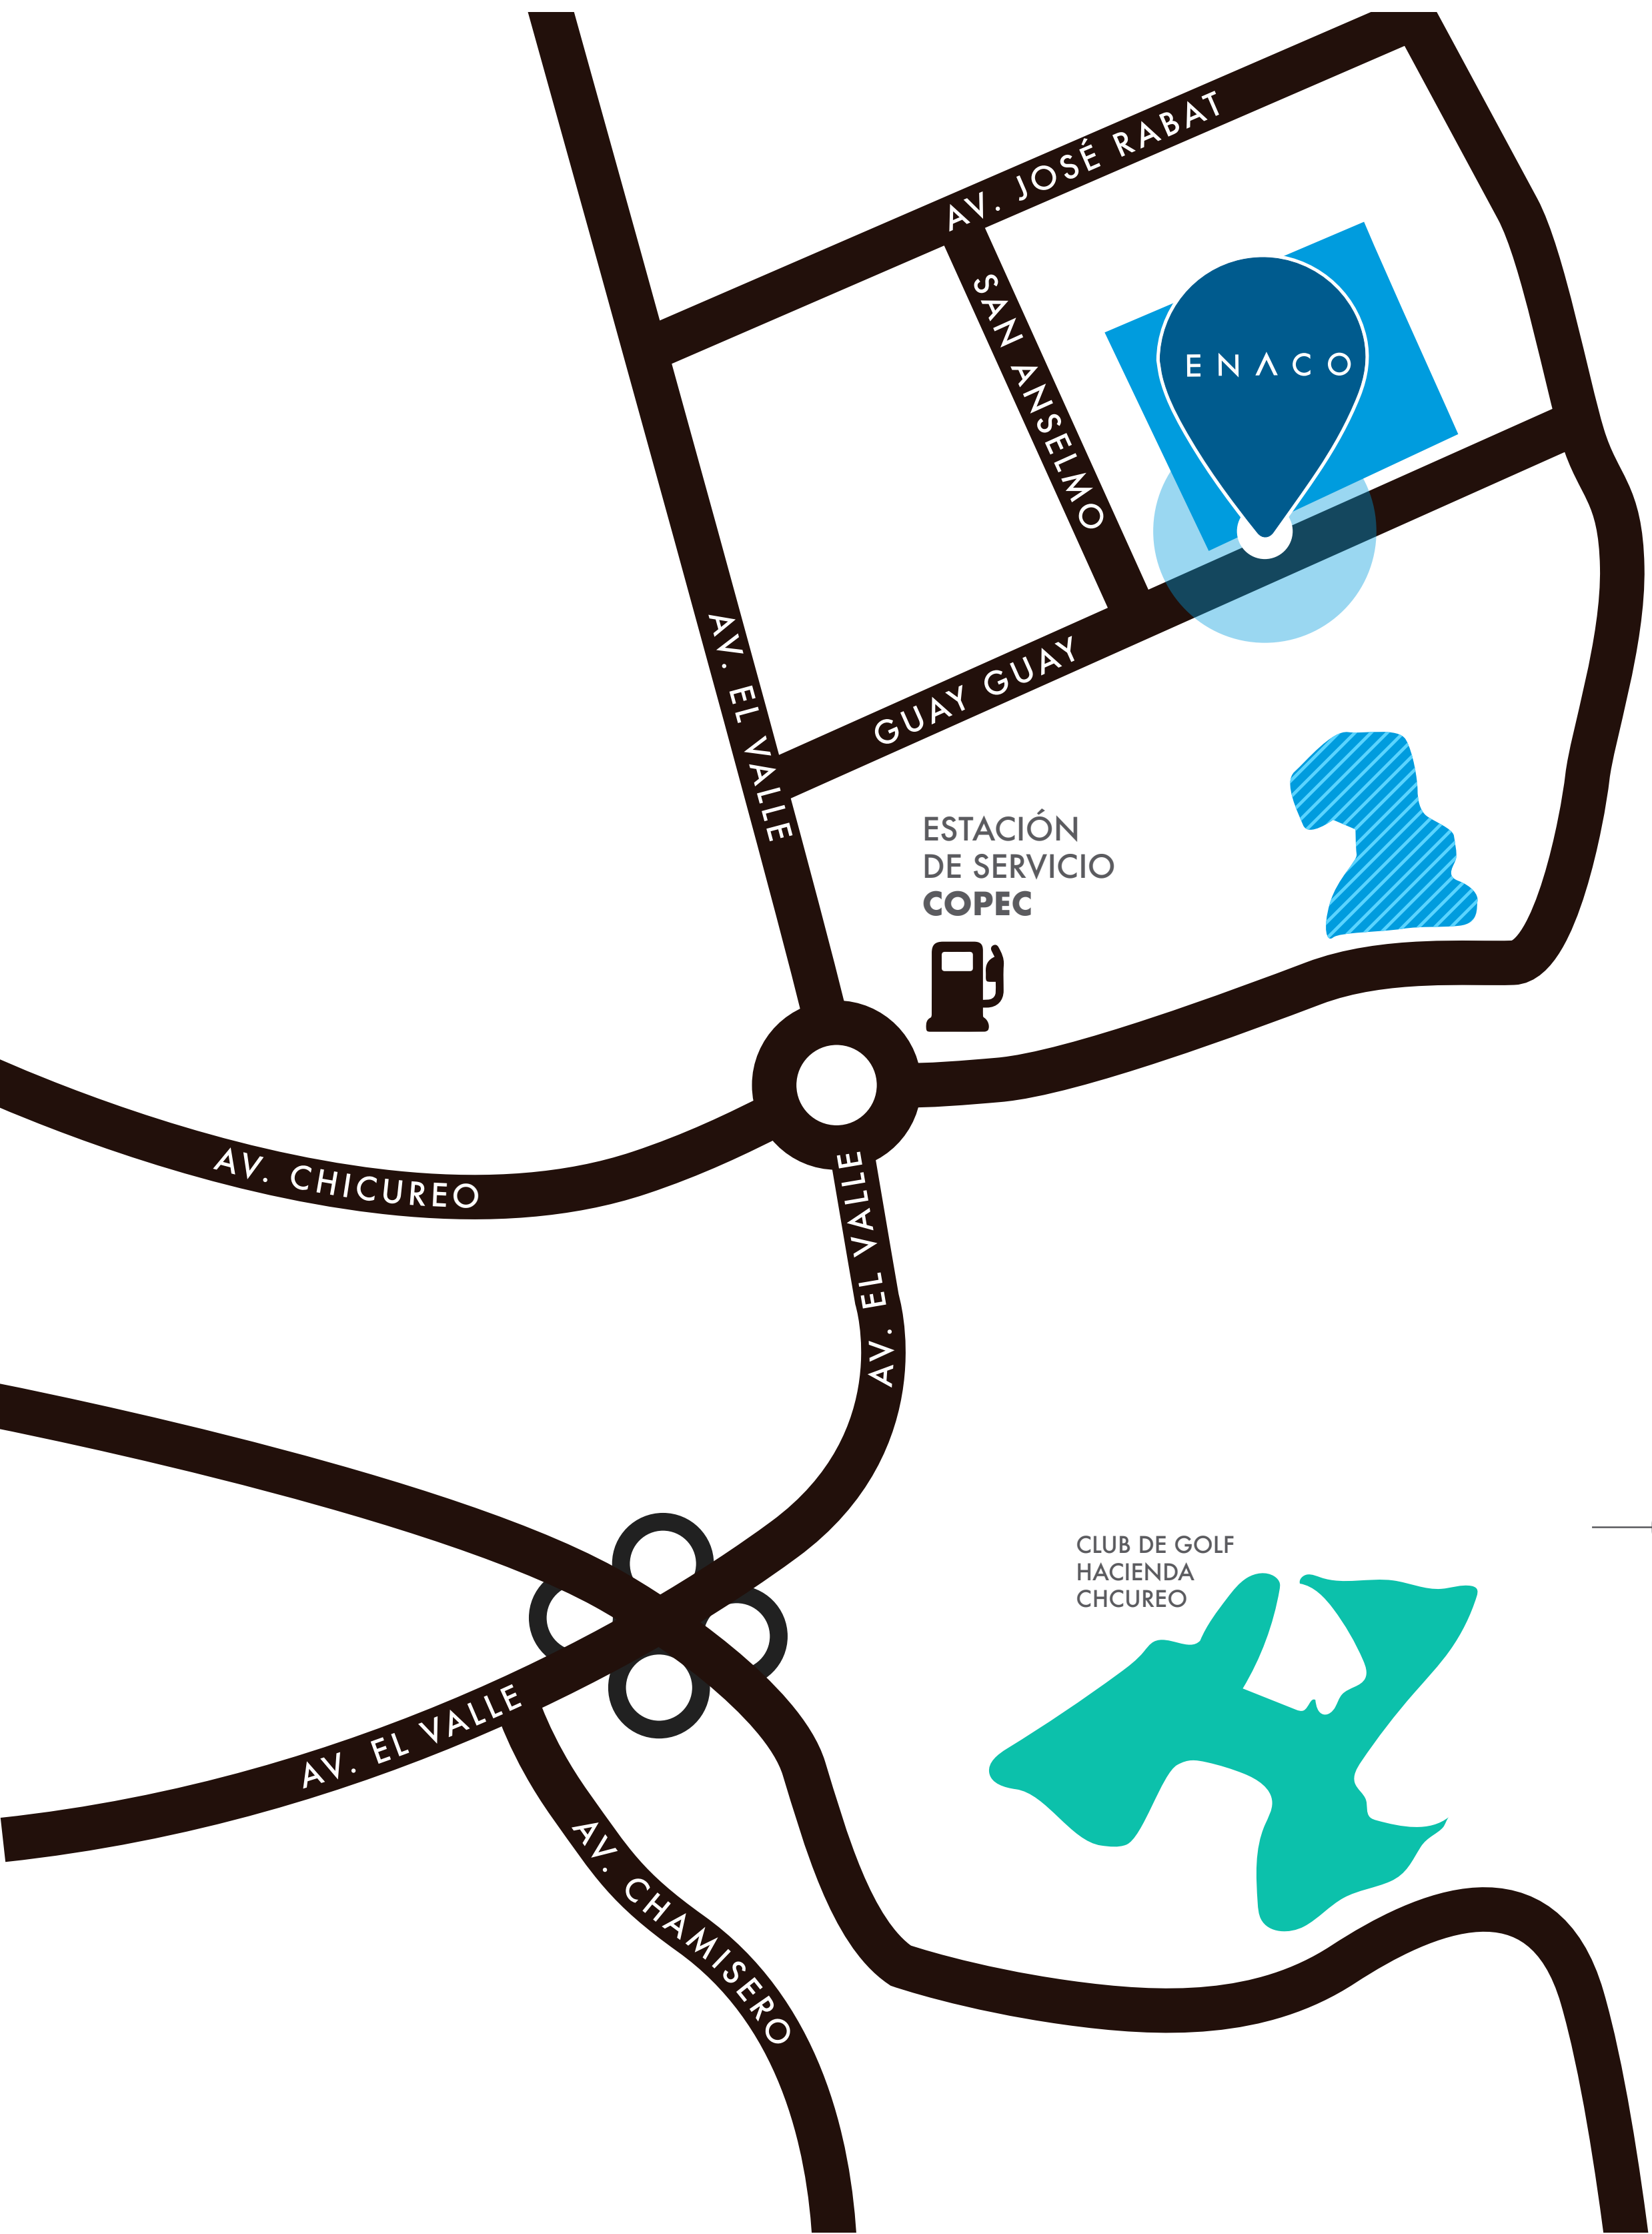 AV. JOSÉ RABAT
SAN ANSELMO
ENACO
AV. EL VALLE
GUAY GUAY
ESTACIÓN
DE SERVICIO
COPEC
AV. CHICUREO
AV. EL VALLE
CLUB DE GOLF
HACIENDA
CHCUREO
AV. EL VALLE
AV. CHAMISERO